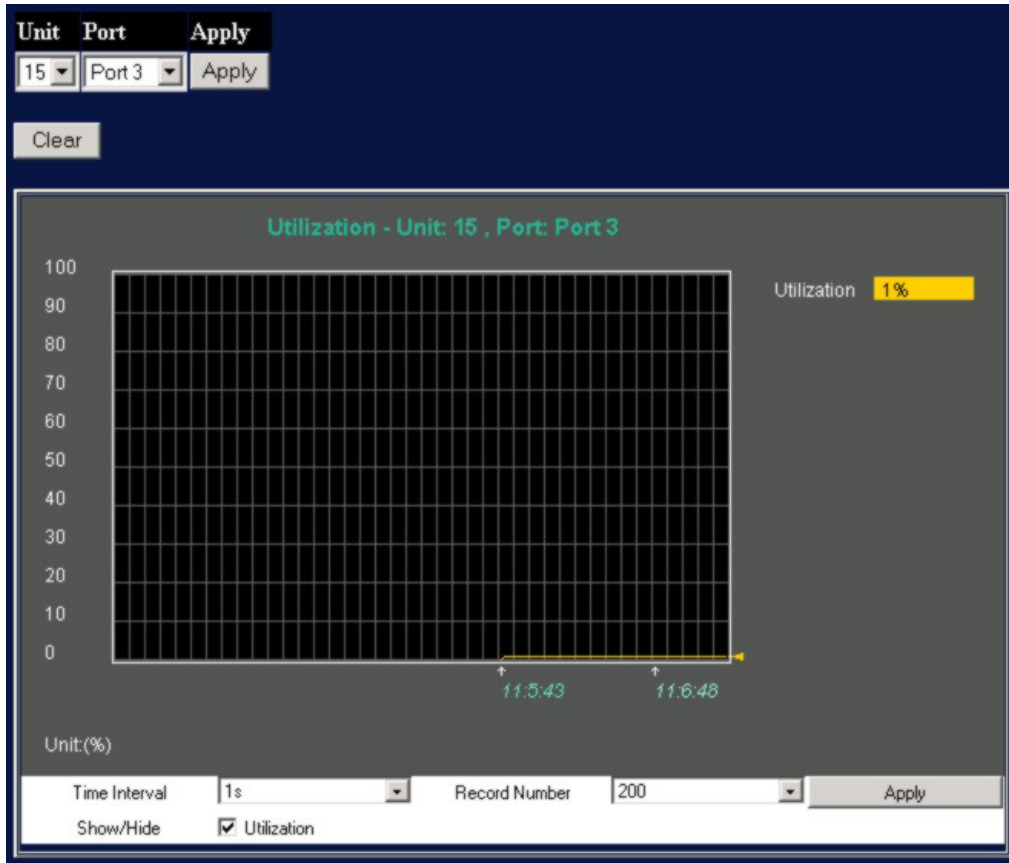 Unit Port Apply
15 Port 3 Apply
Clear
Utilization - Unit: 15 , Port: Port 3
100
90
80
70
60
50
40
30
20
10
0
Utilization 1%
11:5:43 11:6:48
Unit:(%)
Time Interval 1s Record Number 200 Apply
Show/Hide Utilization